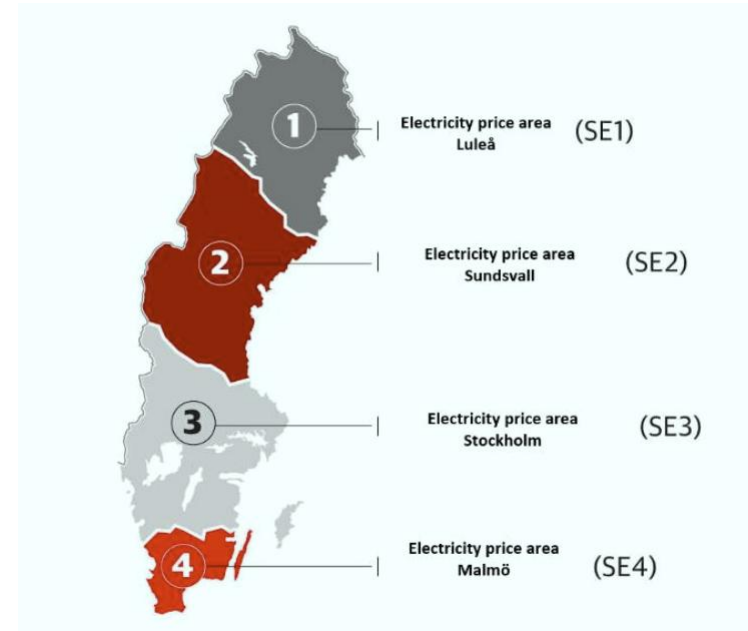 1
Electricity price area
Luleå
(SE1)
2
Electricity price area
Sundsvall
(SE2)
3
Electricity price area
Stockholm
(SE3)
4
Electricity price area
Malmö
(SE4)